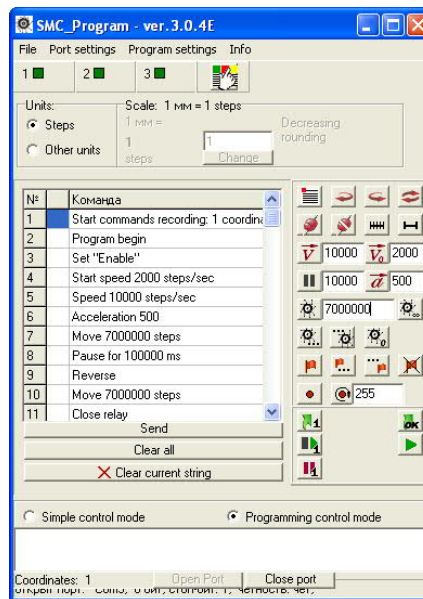 SMC_Program - ver.3.0.4E
File Port settings Program settings Info
1 2 3
Units:
Steps
Other units
Scale: 1 мм = 1 steps
1 мм =
1
steps
1
Change
Decreasing
rounding
№ Команда
1 Start commands recording: 1 coordina
2 Program begin
3 Set "Enable"
4 Start speed 2000 steps/sec
5 Speed 10000 steps/sec
6 Acceleration 500
7 Move 7000000 steps
8 Pause for 100000 ms
9 Reverse
10 Move 7000000 steps
11 Close relay
Send
Clear all
Clear current string
V 10000 V0 2000
10000 a 500
7000000
255
1 OK
1
1
Simple control mode
Programming control mode
Coordinates: 1
Open Port
Close port